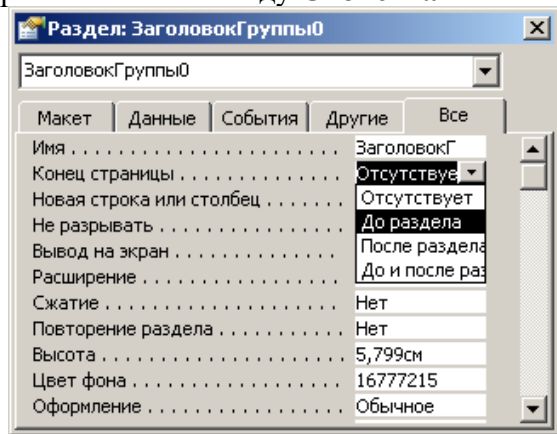 Раздел: ЗаголовокГруппы0
ЗаголовокГруппы0
Макет Данные События Другие Все
Имя . . . . . . . . . . . . . . . . . . . . . . . ЗаголовокГ
Конец страницы . . . . . . . . . . . . . Отсутствуе
Новая строка или столбец . . . . . . . Отсутствует
Не разрывать . . . . . . . . . . . . . . . До раздела
Вывод на экран . . . . . . . . . . . . . . После раздела
Расширение . . . . . . . . . . . . . . . . . До и после раз
Сжатие . . . . . . . . . . . . . . . . . . . . Нет
Повторение раздела . . . . . . . . . . . Нет
Высота . . . . . . . . . . . . . . . . . . . . 5,799см
Цвет фона . . . . . . . . . . . . . . . . . 16777215
Оформление . . . . . . . . . . . . . . . . Обычное